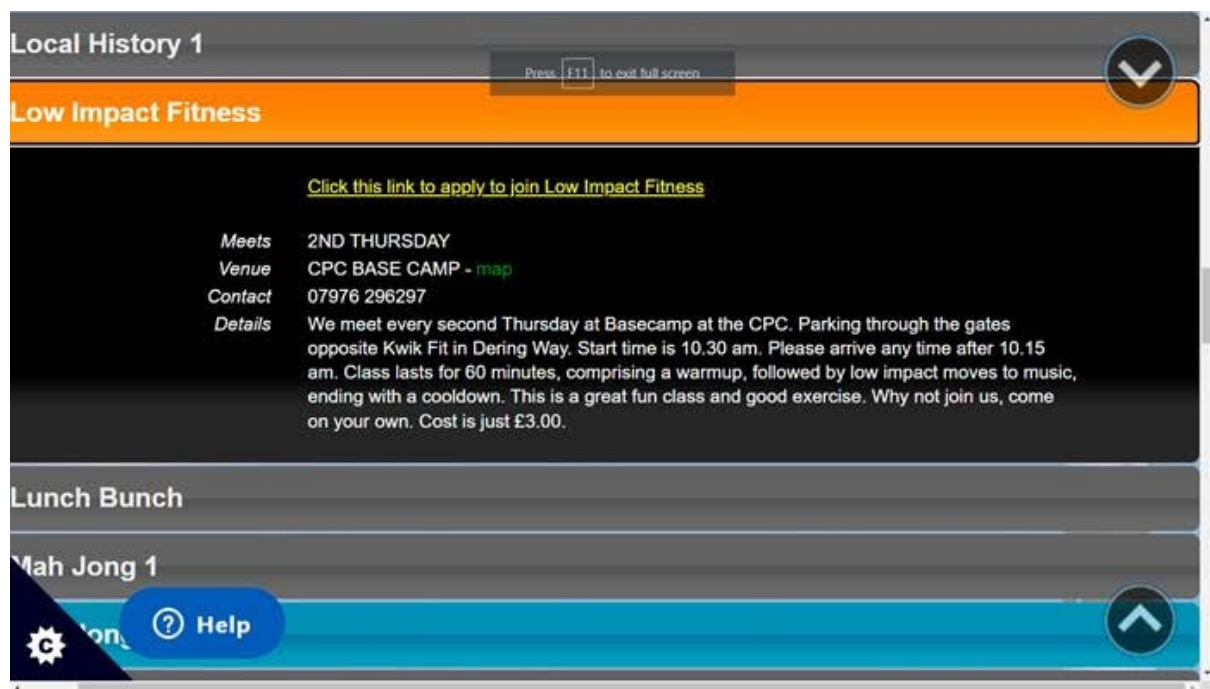 Local History 1
Press F11 to exit full screen
Low Impact Fitness
Click this link to apply to join Low Impact Fitness
Meets 2ND THURSDAY
Venue CPC BASE CAMP - map
Contact 07976 296297
Details We meet every second Thursday at Basecamp at the CPC. Parking through the gates
opposite Kwik Fit in Dering Way. Start time is 10.30 am. Please arrive any time after 10.15
am. Class lasts for 60 minutes, comprising a warmup, followed by low impact moves to music,
ending with a cooldown. This is a great fun class and good exercise. Why not join us, come
on your own. Cost is just £3.00.
Lunch Bunch
Mah Jong 1
? Help
C